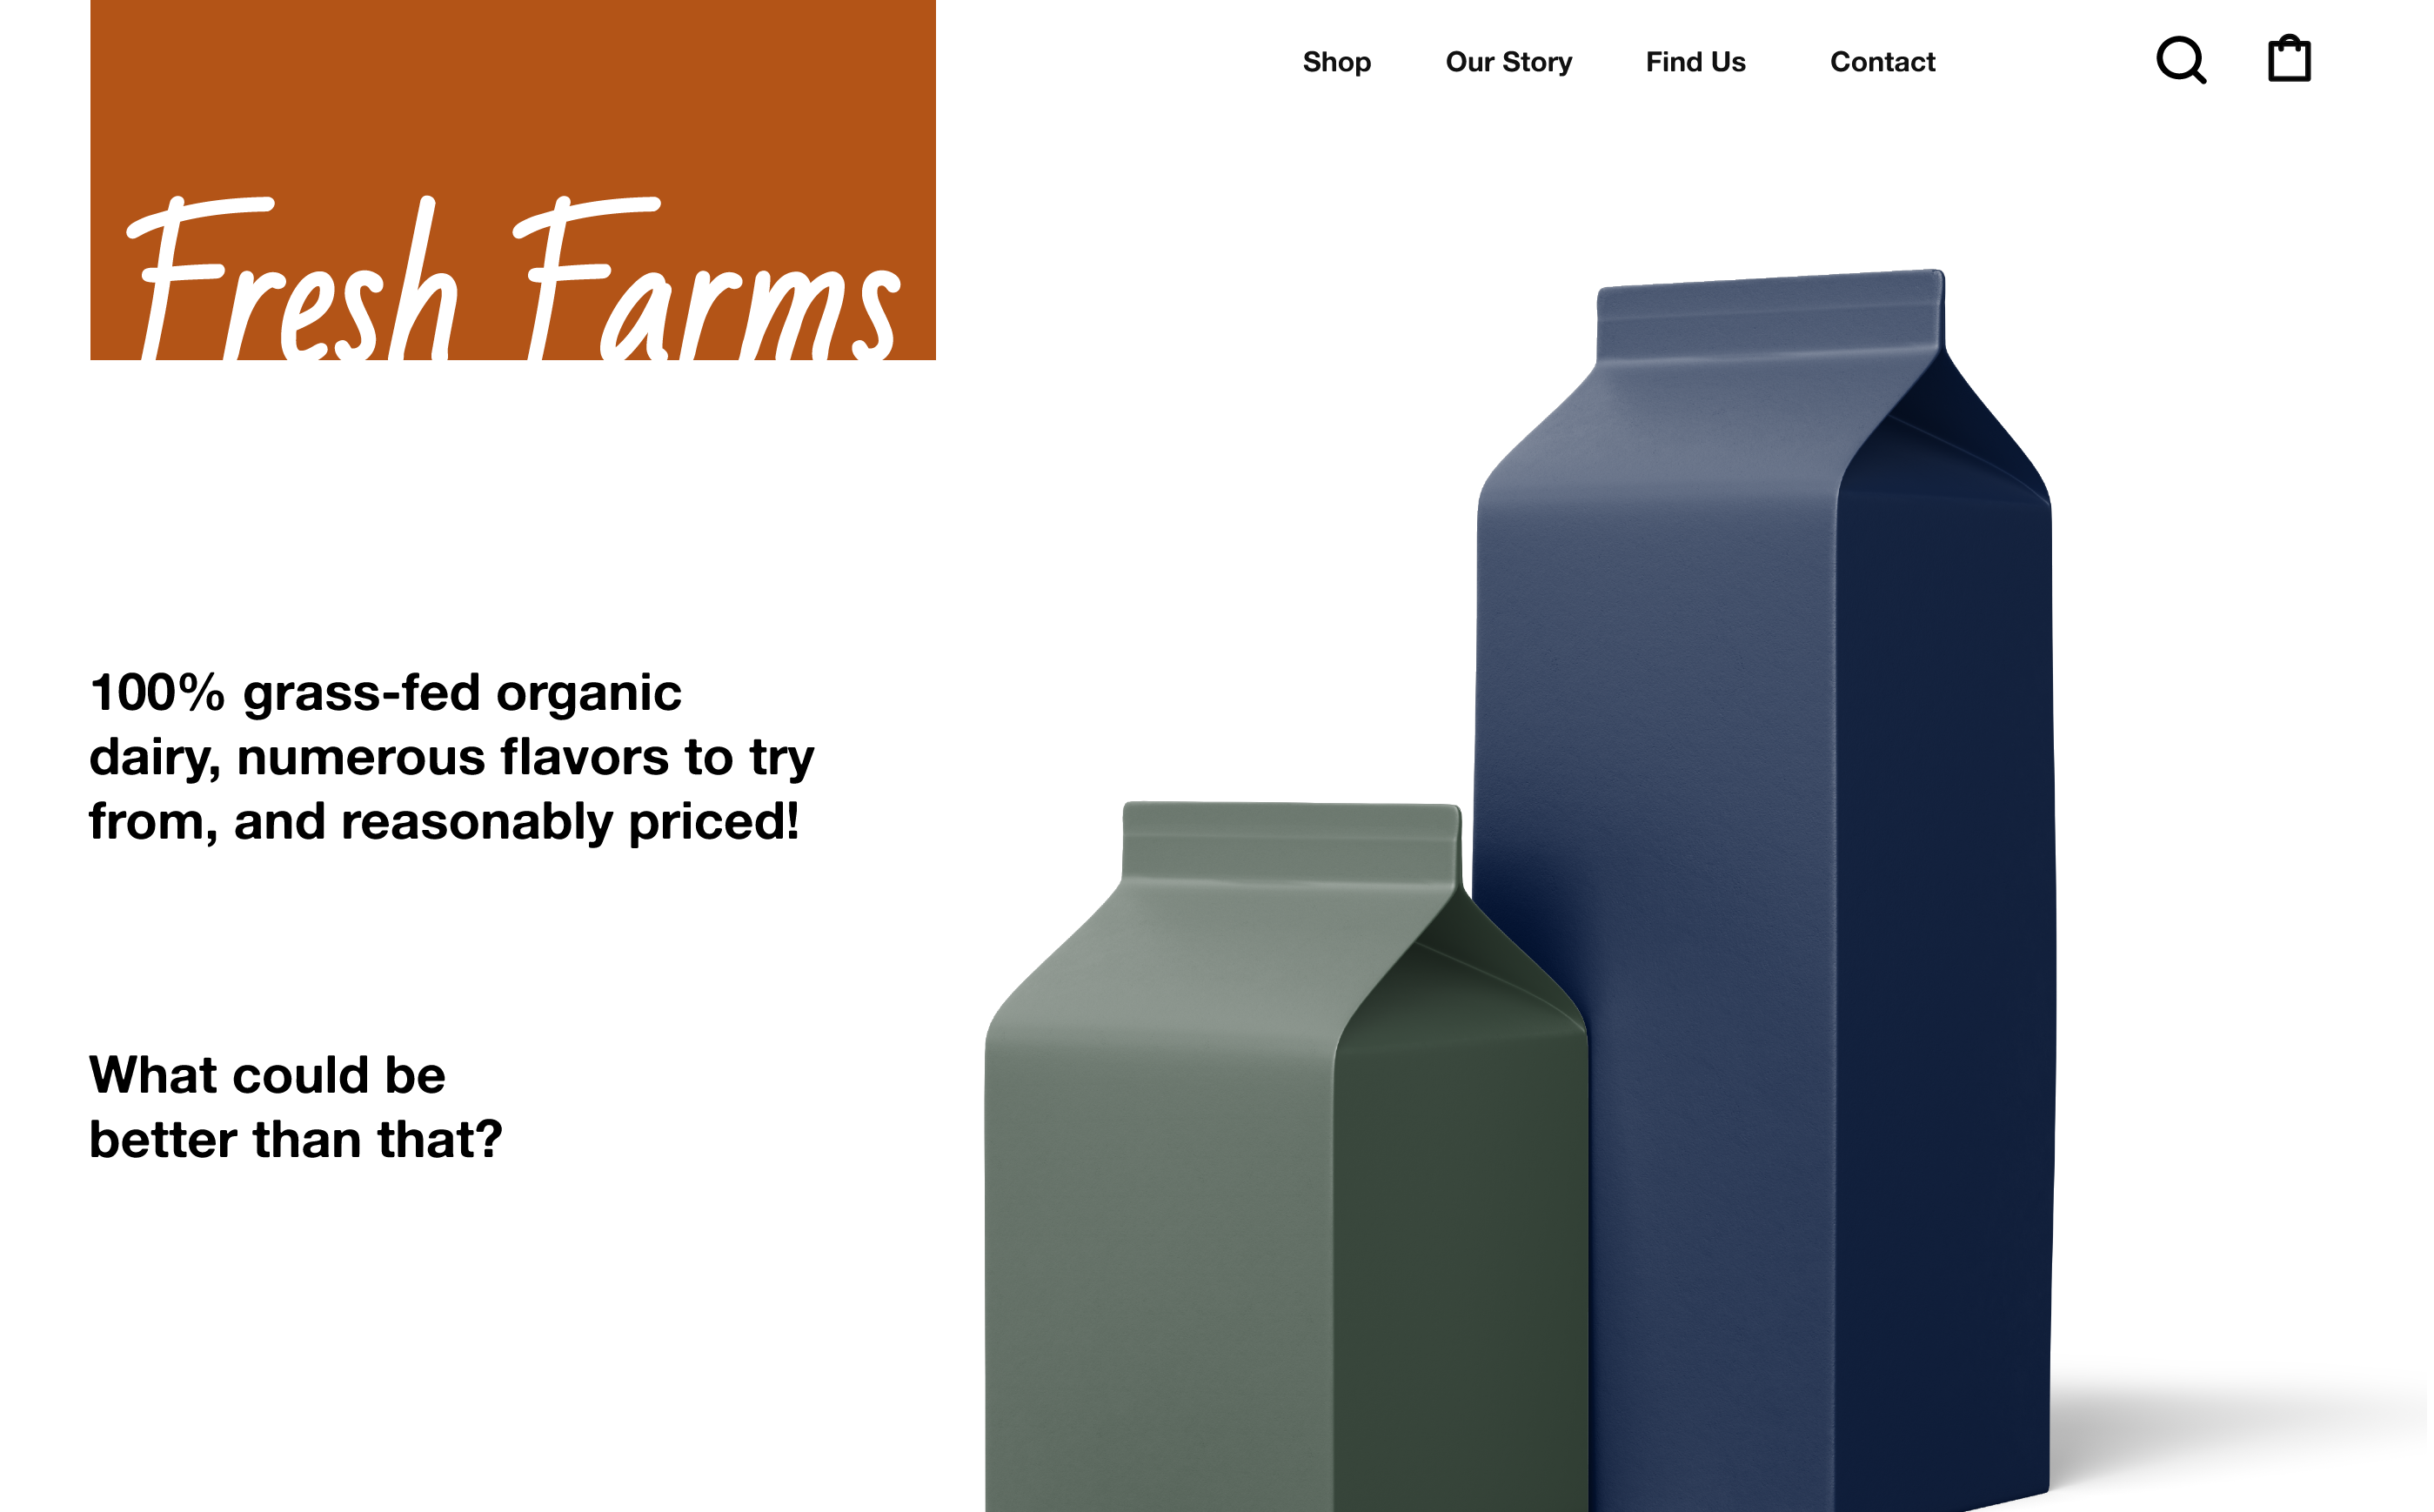 Fresh Farms
Shop
Our Story
Find Us
Contact
100% grass-fed organic
dairy, numerous flavors to try
from, and reasonably priced!
What could be
better than that?